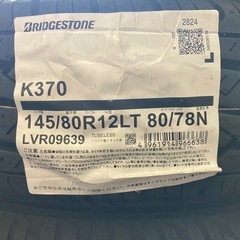 BRIDGESTONE
2824
K370
L
145/80R12LT 80/78N
LVR09639
TUBELESS